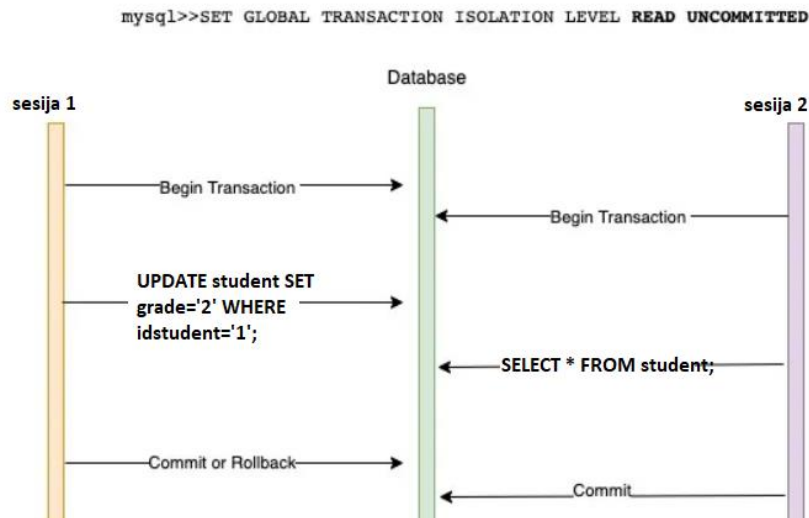 mysql>>SET GLOBAL TRANSACTION ISOLATION LEVEL READ UNCOMMITTED
Database
sesija 1
sesija 2
Begin Transaction
Begin Transaction
UPDATE student SET
grade='2' WHERE
idstudent='1';
SELECT * FROM student;
Commit or Rollback
Commit